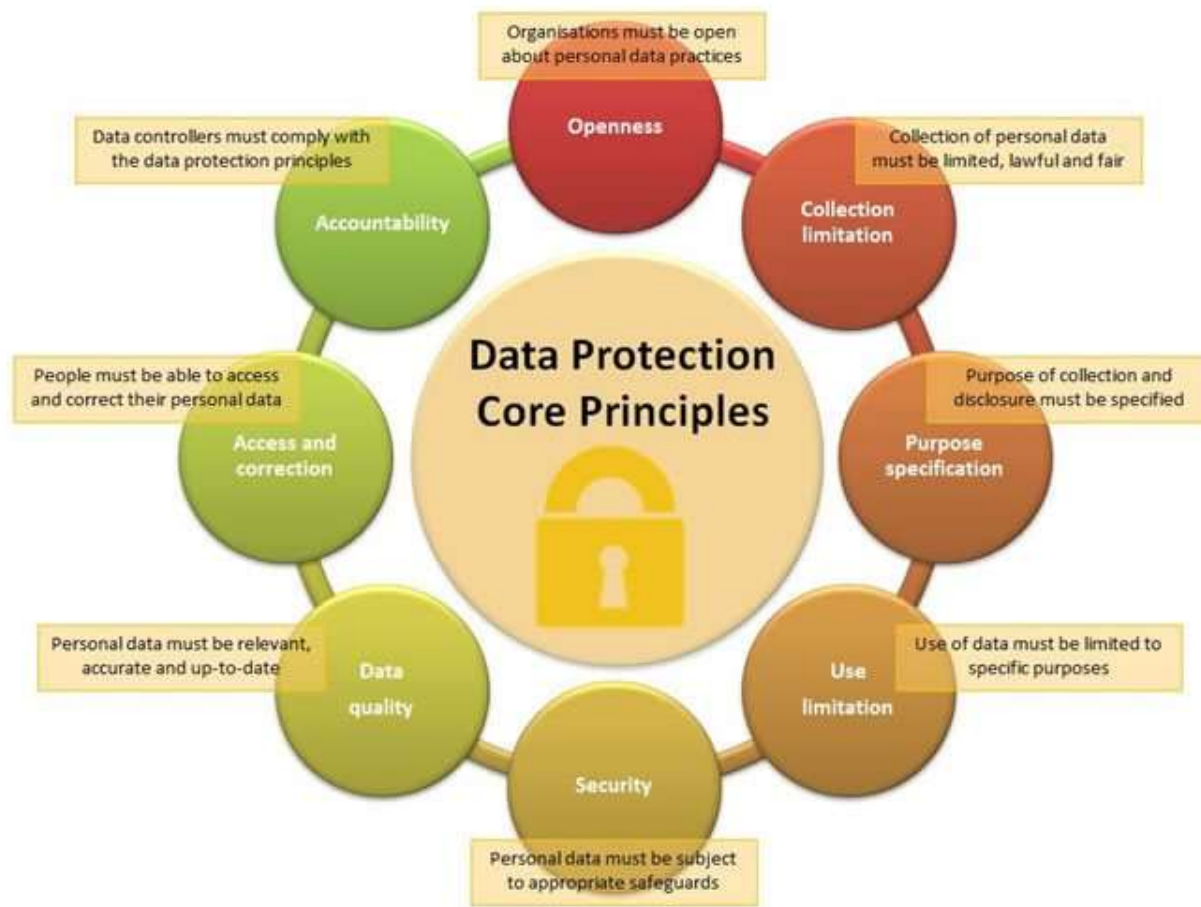 Organisations must be open
about personal data practices
Openness
Collection of personal data
must be limited, lawful and fair
Collection
limitation
Purpose of collection and
disclosure must be specified
Purpose
specification
Use of data must be limited to
specific purposes
Use
limitation
Security
Personal data must be subject
to appropriate safeguards
Personal data must be relevant,
accurate and up-to-date
Data
quality
People must be able to access
and correct their personal data
Access and
correction
Data controllers must comply with
the data protection principles
Accountability
Data Protection
Core Principles